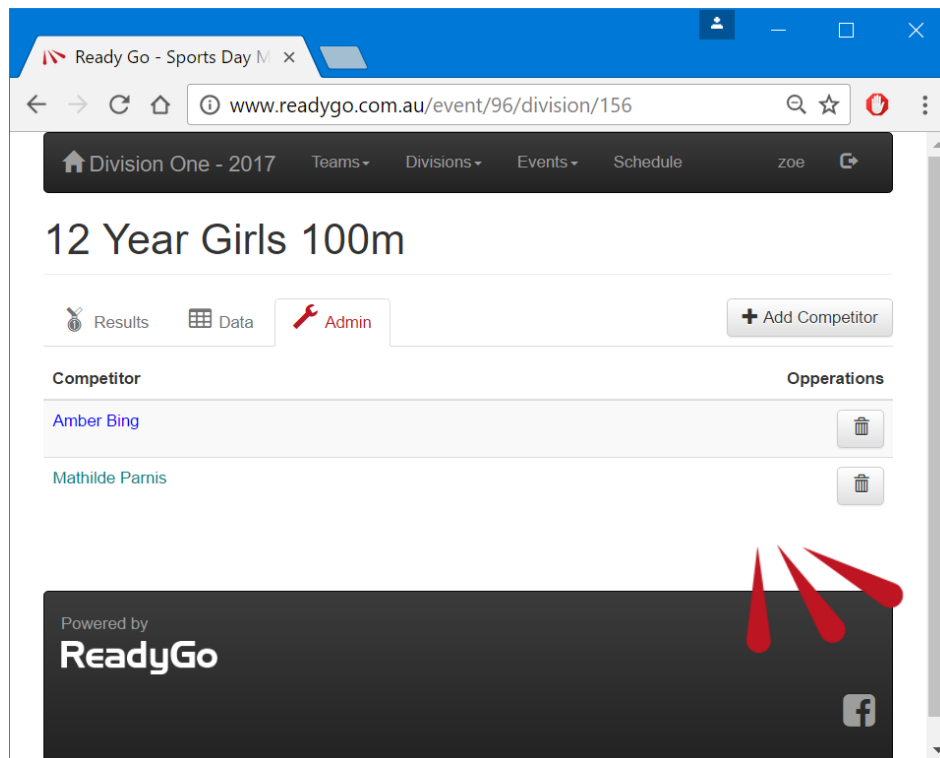 Ready Go - Sports Day M
www.readygo.com.au/event/96/division/156
Division One - 2017 Teams Divisions Events Schedule zoe
12 Year Girls 100m
Results Data Admin Add Competitor
Competitor Opperations
Amber Bing
Mathilde Parnis
Powered by
ReadyGo